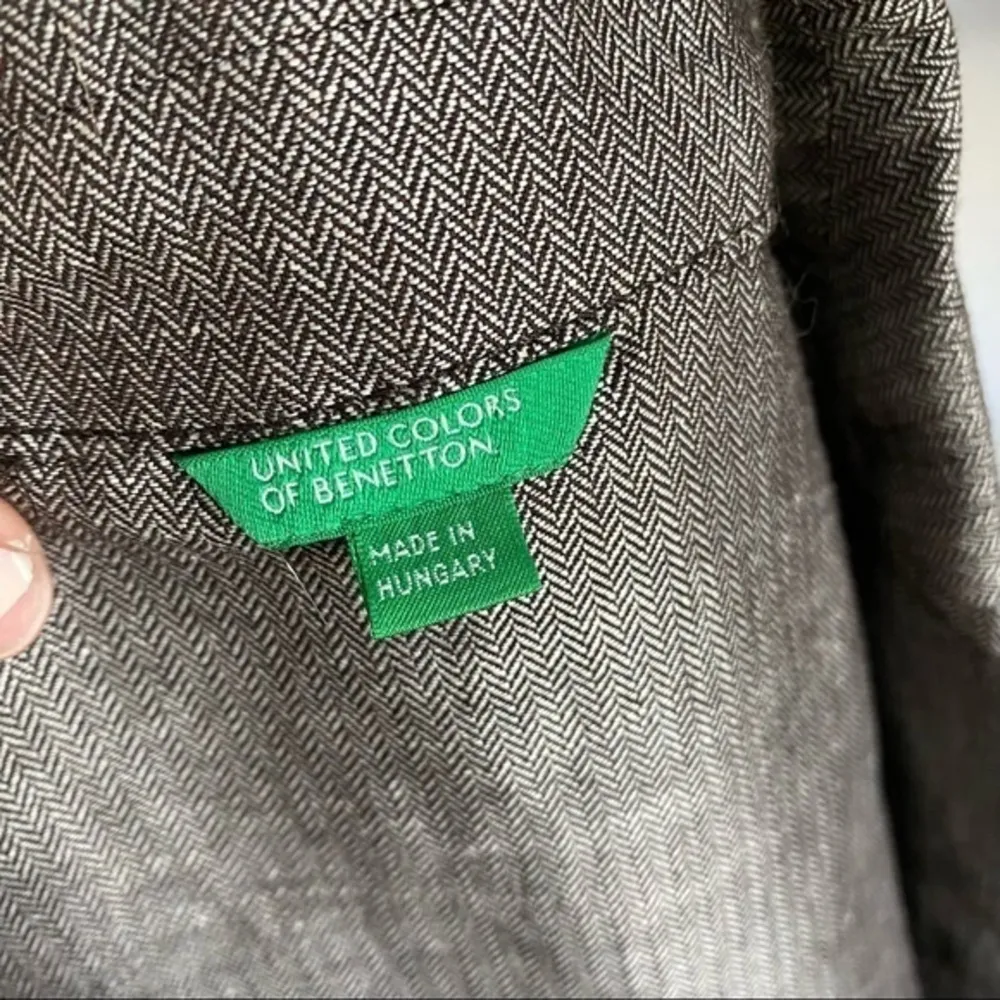 UNITED COLORS
OF BENETTON.
MADE IN
HUNGARY